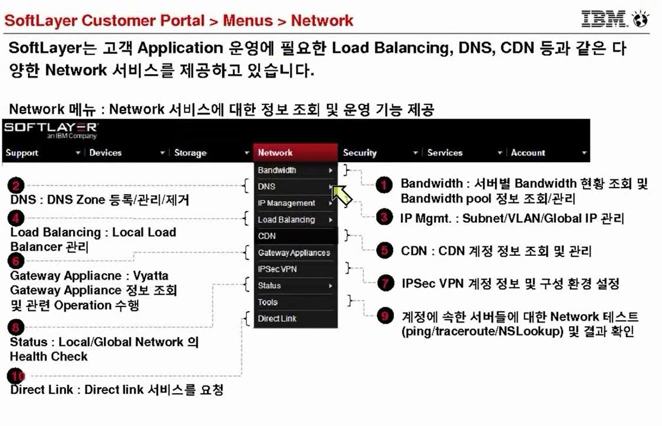 SoftLayer Customer Portal > Menus > Network
IBM
SoftLayer는 고객 Application 운영에 필요한 Load Balancing, DNS, CDN 등과 같은 다
양한 Network 서비스를 제공하고 있습니다.
Network 메뉴 : Network 서비스에 대한 정보 조회 및 운영 기능 제공
SOFTLAYER
an IBM Company
Support Devices Storage Network Security Services Account
Bandwidth
DNS
IP Management
Load Balancing
CDN
Gateway Appliances
IPSec VPN
Status
Tools
Direct Link
2
DNS : DNS Zone 등록/관리/제거
4
Load Balancing : Local Load
Balancer 관리
6
Gateway Appliacne : Vyatta
Gateway Appliance 정보 조회
및 관련 Operation 수행
8
Status : Local/Global Network 의
Health Check
10
Direct Link : Direct link 서비스를 요청
1 Bandwidth : 서버별 Bandwidth 현황 조회 및
Bandwidth pool 정보 조회/관리
3 IP Mgmt. : Subnet/VLAN/Global IP 관리
5 CDN : CDN 계정 정보 조회 및 관리
7 IPSec VPN 계정 정보 및 구성 환경 설정
9 계정에 속한 서버들에 대한 Network 테스트
(ping/traceroute/NSLookup) 및 결과 확인